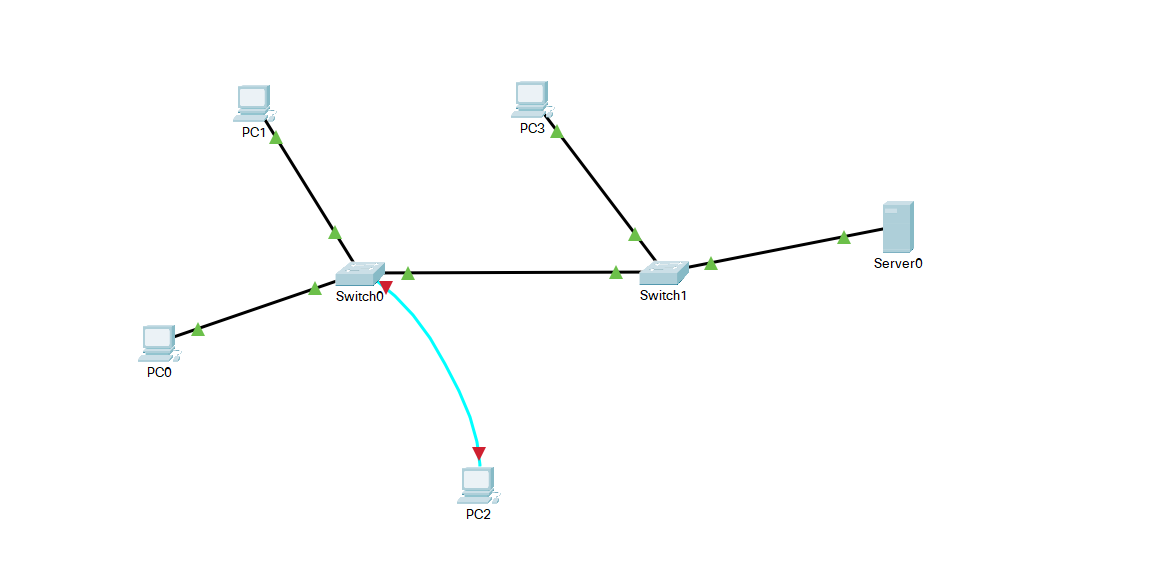 PC1
PC3
Server0
Switch0
Switch1
PC0
PC2